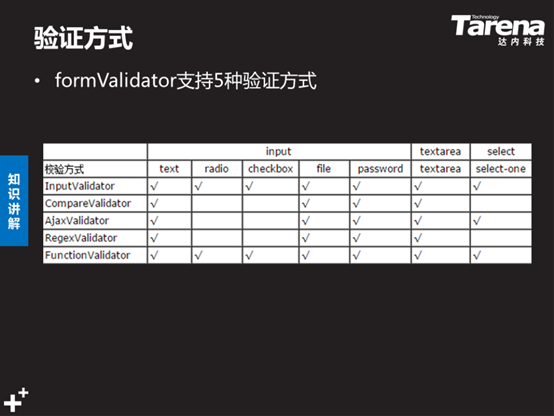 验证方式
Technology
Tarena
达内科技
• formValidator支持5种验证方式
知识讲解
input textarea select
校验方式 text radio checkbox file password textarea select-one
InputValidator √ √ √ √ √ √ √
CompareValidator √ √ √ √
AjaxValidator √ √ √ √ √
RegexValidator √ √ √ √
FunctionValidator √ √ √ √ √ √ √